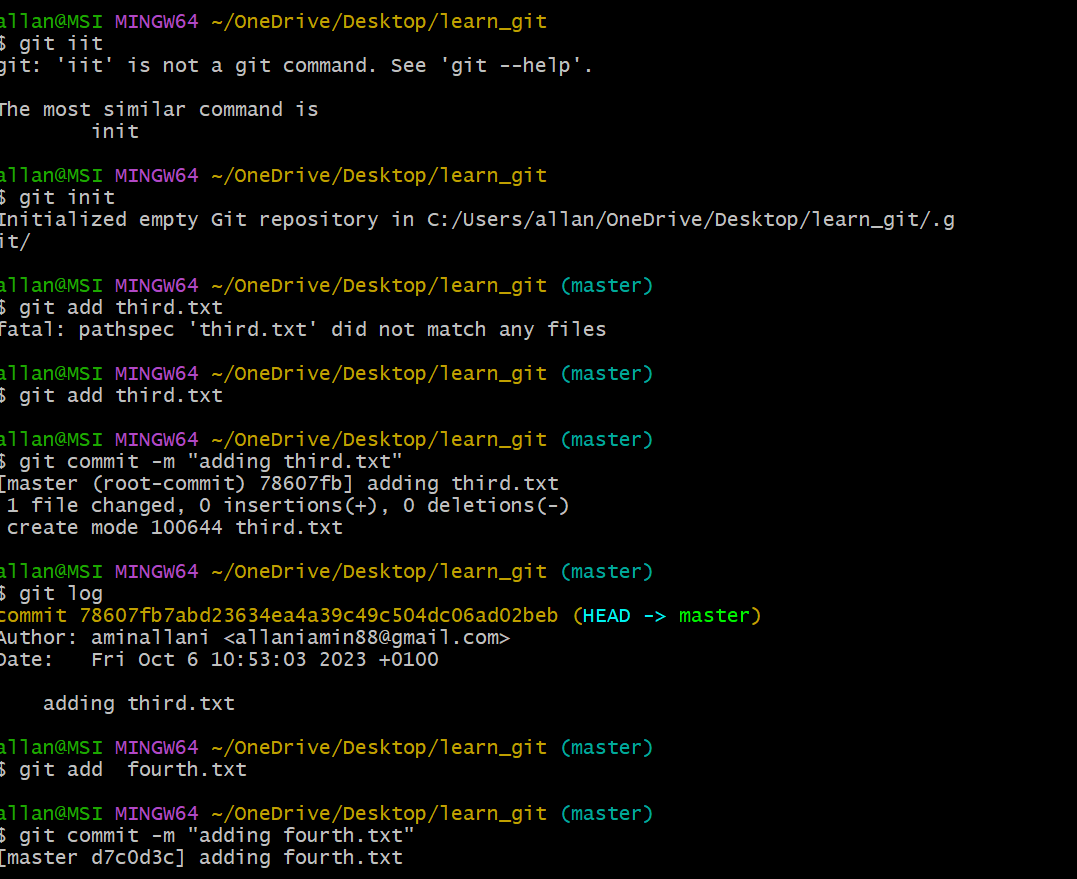 allan@MSI MINGW64 ~/OneDrive/Desktop/learn_git
$ git iit
git: 'iit' is not a git command. See 'git --help'.
The most similar command is
init
allan@MSI MINGW64 ~/OneDrive/Desktop/learn_git
$ git init
Initialized empty Git repository in C:/Users/allan/OneDrive/Desktop/learn_git/.g
it/
allan@MSI MINGW64 ~/OneDrive/Desktop/learn_git (master)
$ git add third.txt
fatal: pathspec 'third.txt' did not match any files
allan@MSI MINGW64 ~/OneDrive/Desktop/learn_git (master)
$ git add third.txt
allan@MSI MINGW64 ~/OneDrive/Desktop/learn_git (master)
$ git commit -m "adding third.txt"
[master (root-commit) 78607fb] adding third.txt
1 file changed, 0 insertions(+), 0 deletions(-)
create mode 100644 third.txt
allan@MSI MINGW64 ~/OneDrive/Desktop/learn_git (master)
$ git log
commit 78607fb7abd23634ea4a39c49c504dc06ad02beb (HEAD -> master)
Author: aminallani <allaniamin88@gmail.com>
Date:   Fri Oct 6 10:53:03 2023 +0100
adding third.txt
allan@MSI MINGW64 ~/OneDrive/Desktop/learn_git (master)
$ git add  fourth.txt
allan@MSI MINGW64 ~/OneDrive/Desktop/learn_git (master)
$ git commit -m "adding fourth.txt"
[master d7c0d3c] adding fourth.txt